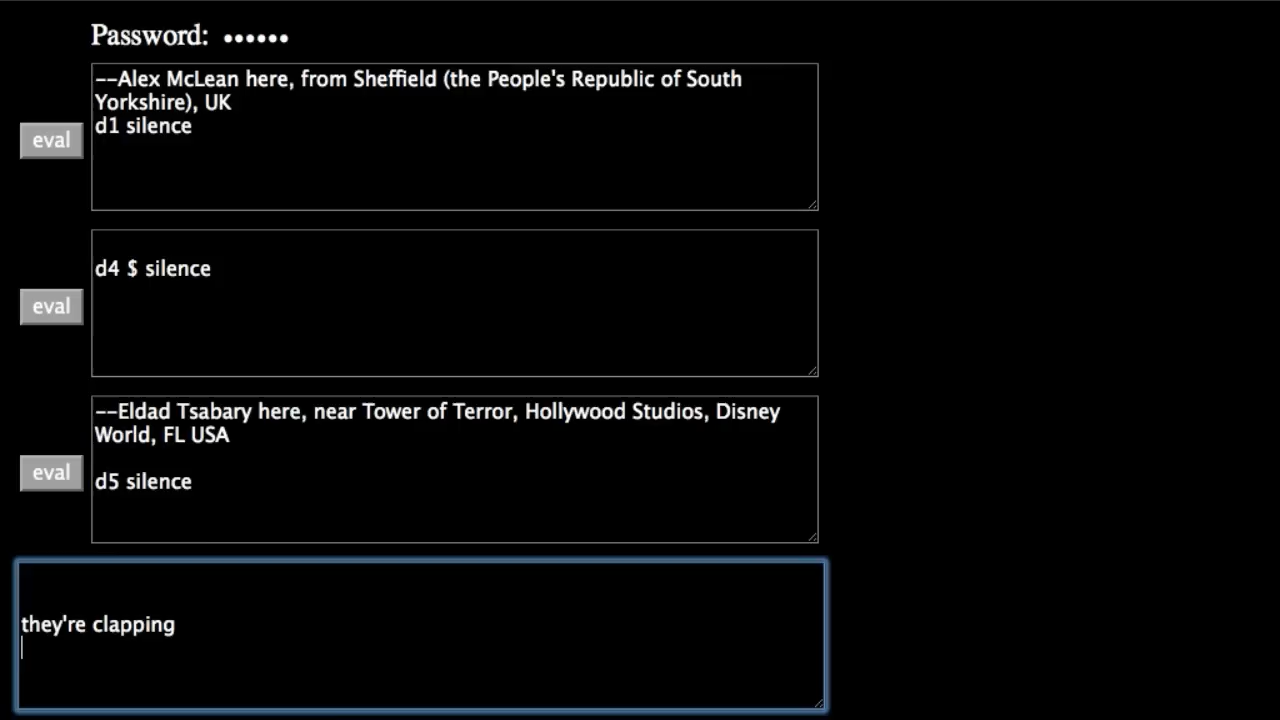 Password: ••••••
--Alex McLean here, from Sheffield (the People's Republic of South
Yorkshire), UK
d1 silence
eval
d4 $ silence
eval
--Eldad Tsabary here, near Tower of Terror, Hollywood Studios, Disney
World, FL USA
d5 silence
eval
they're clapping